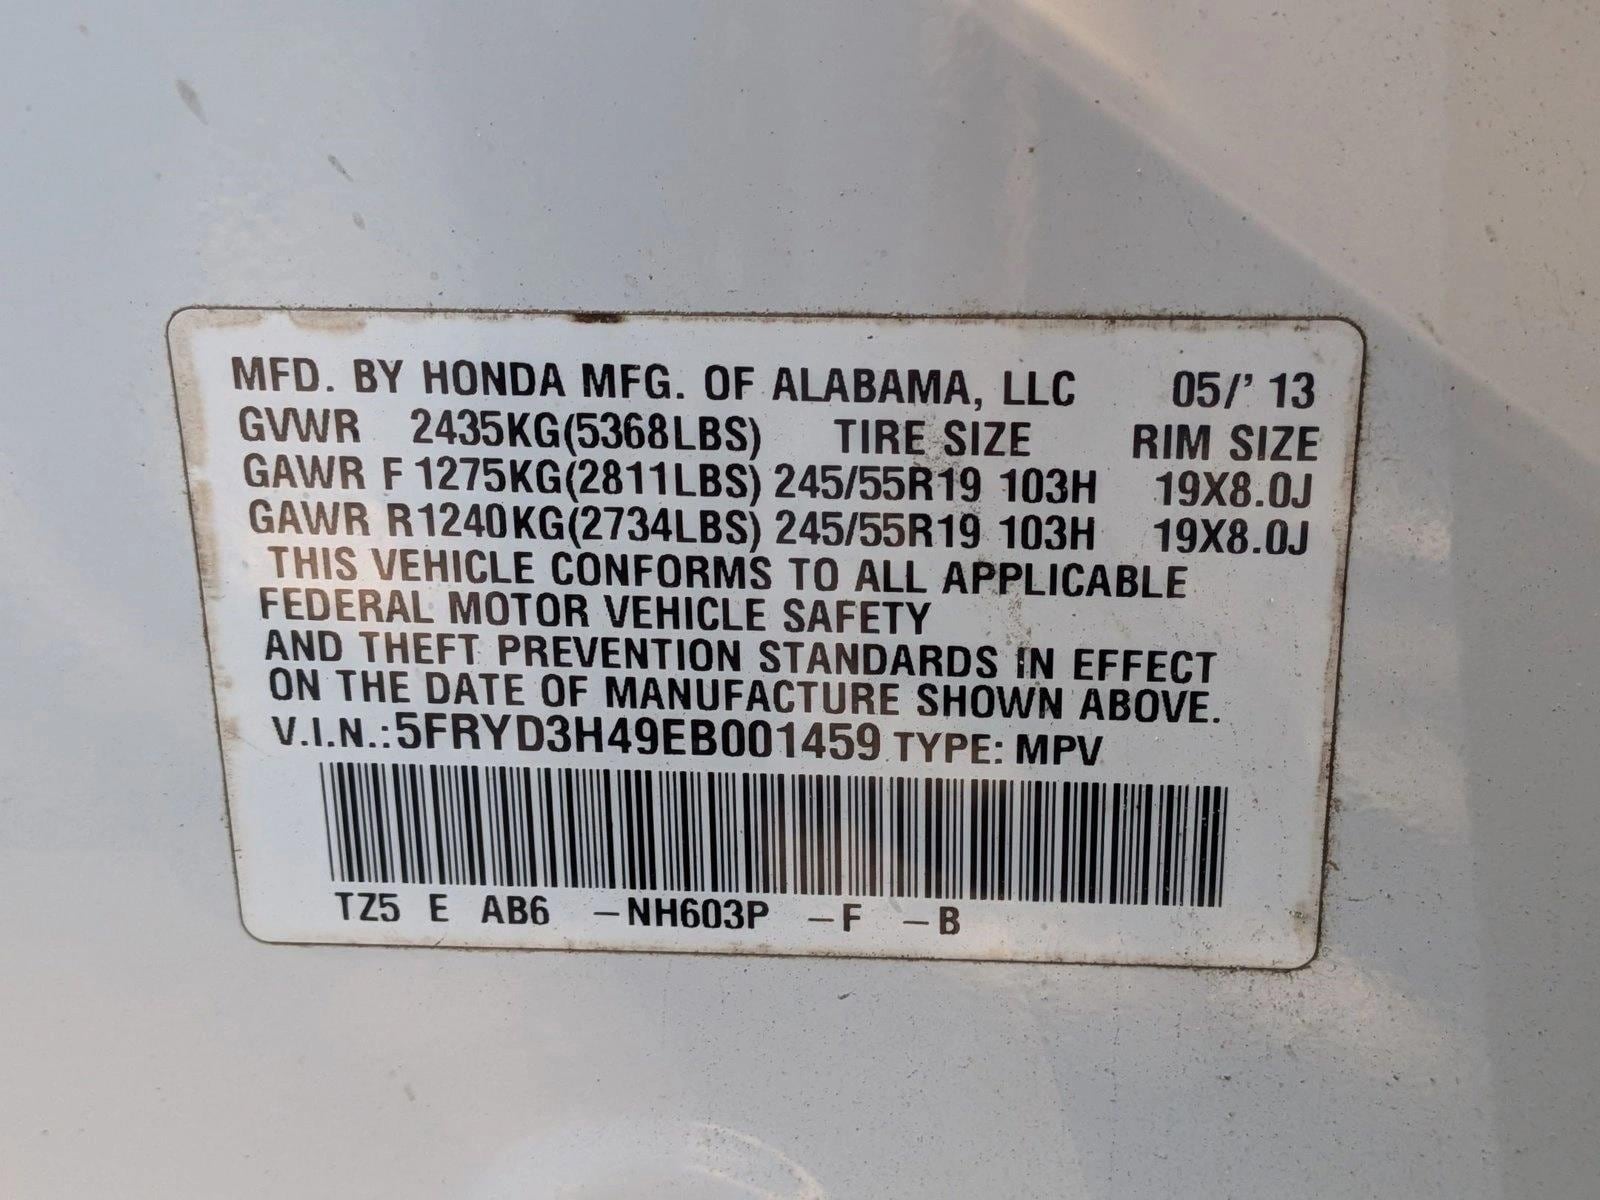 MFD. BY HONDA MFG. OF ALABAMA, LLC 05/' 13
GVWR 2435KG(5368LBS) TIRE SIZE RIM SIZE
GAWR F 1275KG(2811LBS) 245/55R19 103H 19X8.0J
GAWR R 1240KG(2734LBS) 245/55R19 103H 19X8.0J
THIS VEHICLE CONFORMS TO ALL APPLICABLE
FEDERAL MOTOR VEHICLE SAFETY
AND THEFT PREVENTION STANDARDS IN EFFECT
ON THE DATE OF MANUFACTURE SHOWN ABOVE.
V.I.N.:5FRYD3H49EB001459 TYPE: MPV
TZ5 E AB6 -NH603P -F -B